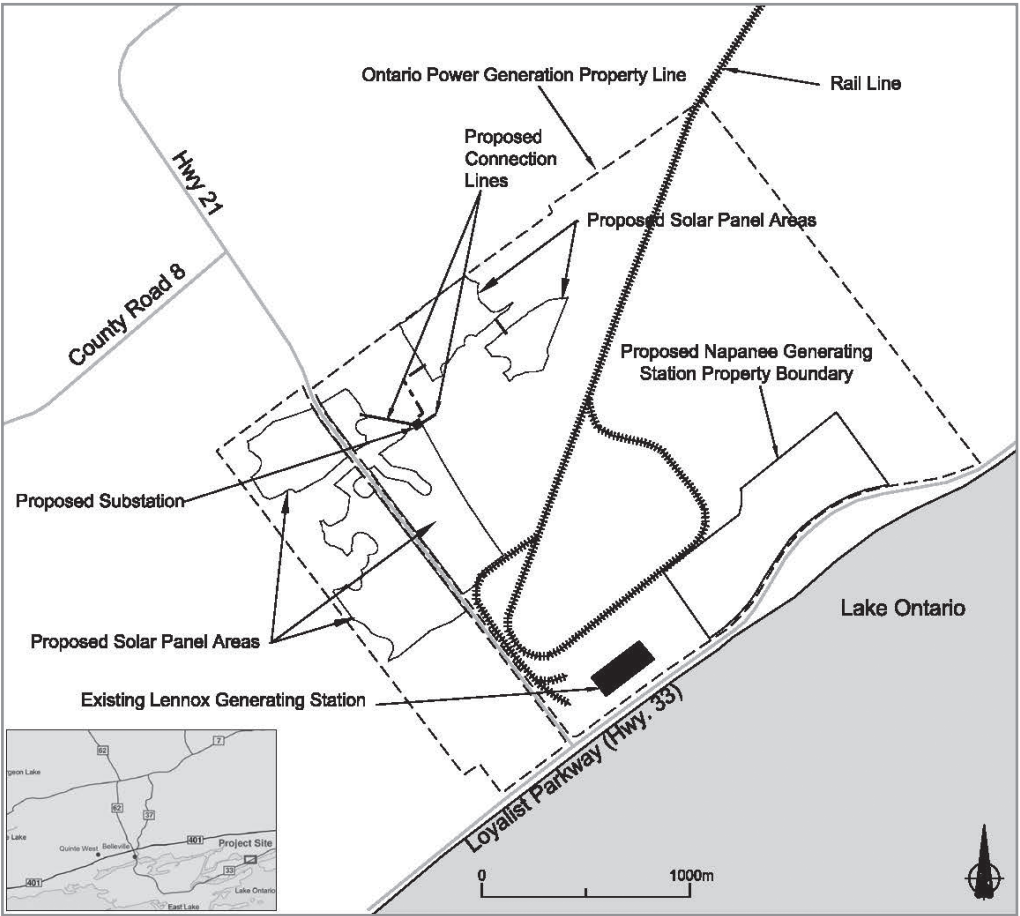 Ontario Power Generation Property Line
Rail Line
Proposed
Connection
Lines
Hwy 21
Proposed Solar Panel Areas
County Road 8
Proposed Napanee Generating
Station Property Boundary
Proposed Substation
Lake Ontario
Proposed Solar Panel Areas
Existing Lennox Generating Station
Loyalist Parkway (Hwy. 33)
0
1000m
62
7
rgeon Lake
62
37
e Lake
Quinte West
Belleville
401
Project Site
401
33
Lake Ontario
East Lake